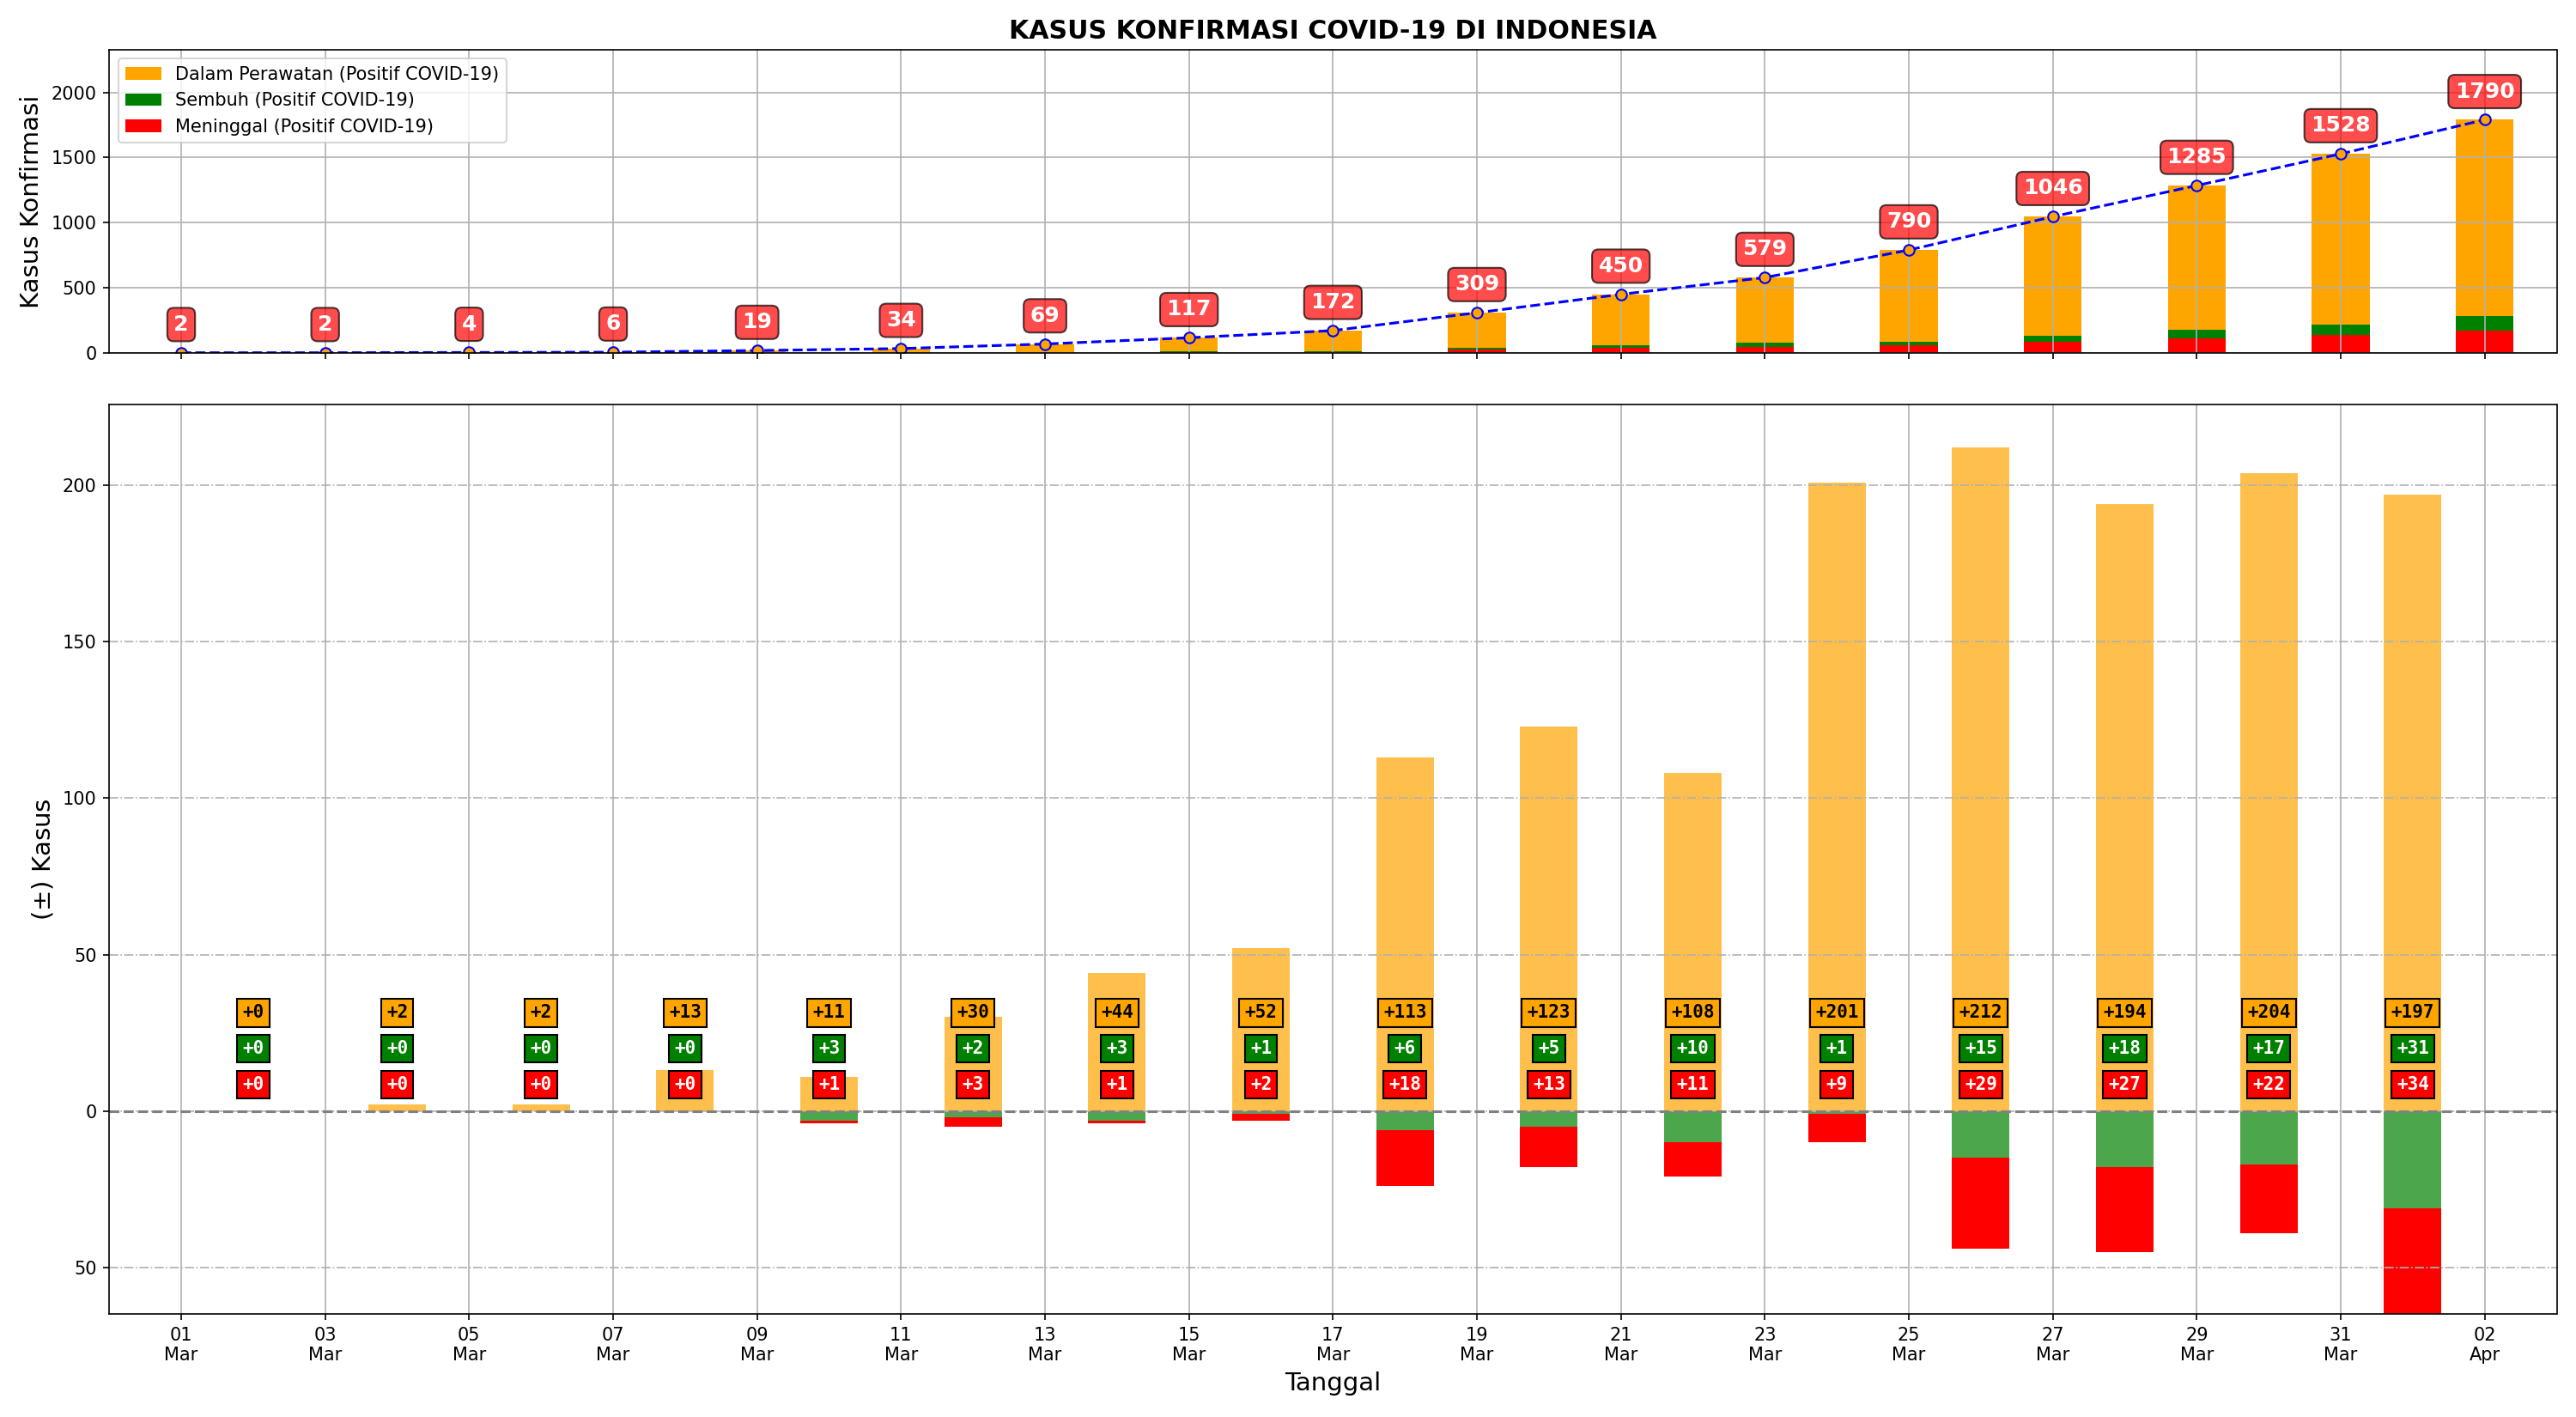 KASUS KONFIRMASI COVID-19 DI INDONESIA
Kasus Konfirmasi
2000
1500
1000
500
0
Dalam Perawatan (Positif COVID-19)
Sembuh (Positif COVID-19)
Meninggal (Positif COVID-19)
2 2 4 6 19 34 69 117 172 309 450 579 790 1046 1285 1528 1790
(±) Kasus
200
150
100
50
0
50
+0 +2 +2 +13 +11 +30 +44 +52 +113 +123 +108 +201 +212 +194 +204 +197
+0 +0 +0 +0 +3 +2 +3 +1 +6 +5 +10 +1 +15 +18 +17 +31
+0 +0 +0 +0 +1 +3 +1 +2 +18 +13 +11 +9 +29 +27 +22 +34
01 03 05 07 09 11 13 15 17 19 21 23 25 27 29 31 02
Mar Mar Mar Mar Mar Mar Mar Mar Mar Mar Mar Mar Mar Mar Mar Mar Apr
Tanggal